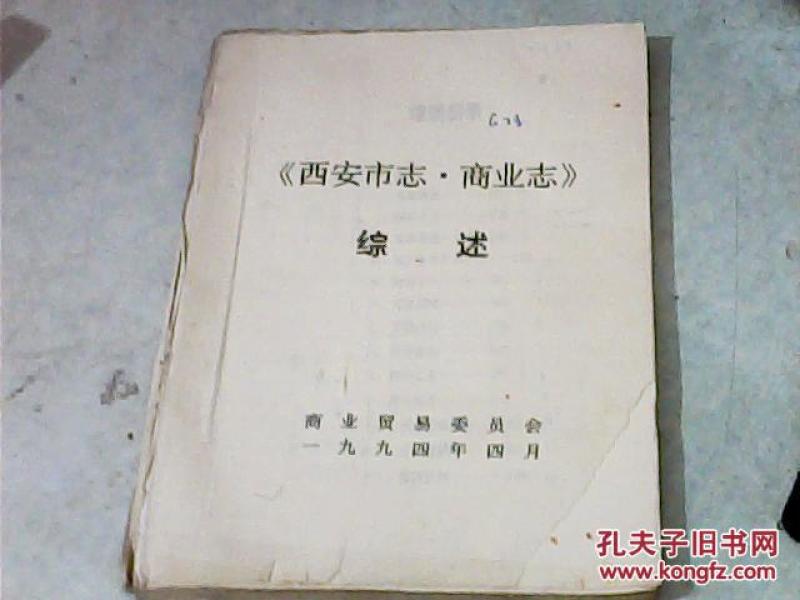 《西安市志·商业志》
综 述
商业贸易委员会
一九九四年四月
孔夫子旧书网
www.kongfz.com